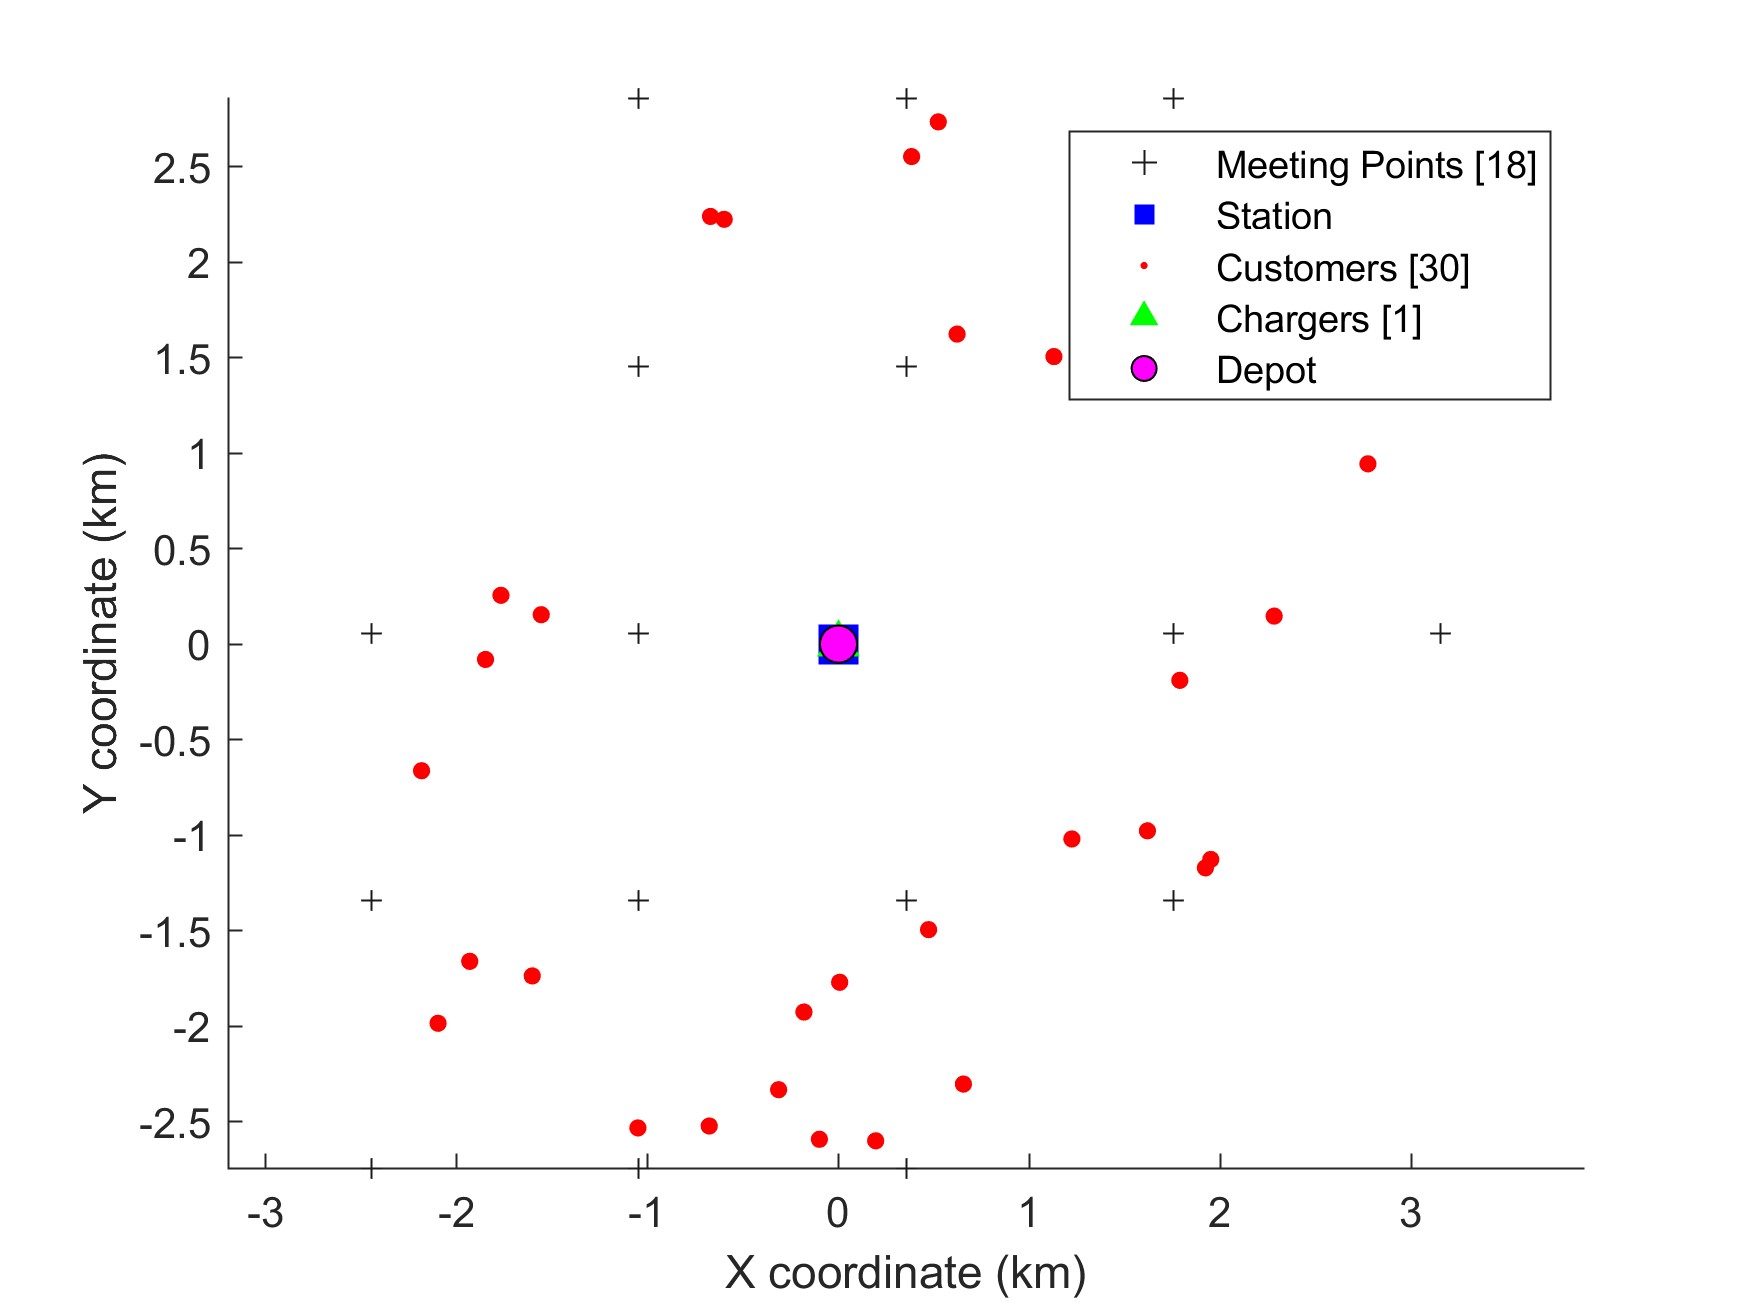 Meeting Points [18]
Station
Customers [30]
Chargers [1]
Depot
2.5
2
1.5
1
0.5
0
-0.5
-1
-1.5
-2
-2.5
Y coordinate (km)
-3 -2 -1 0 1 2 3
X coordinate (km)